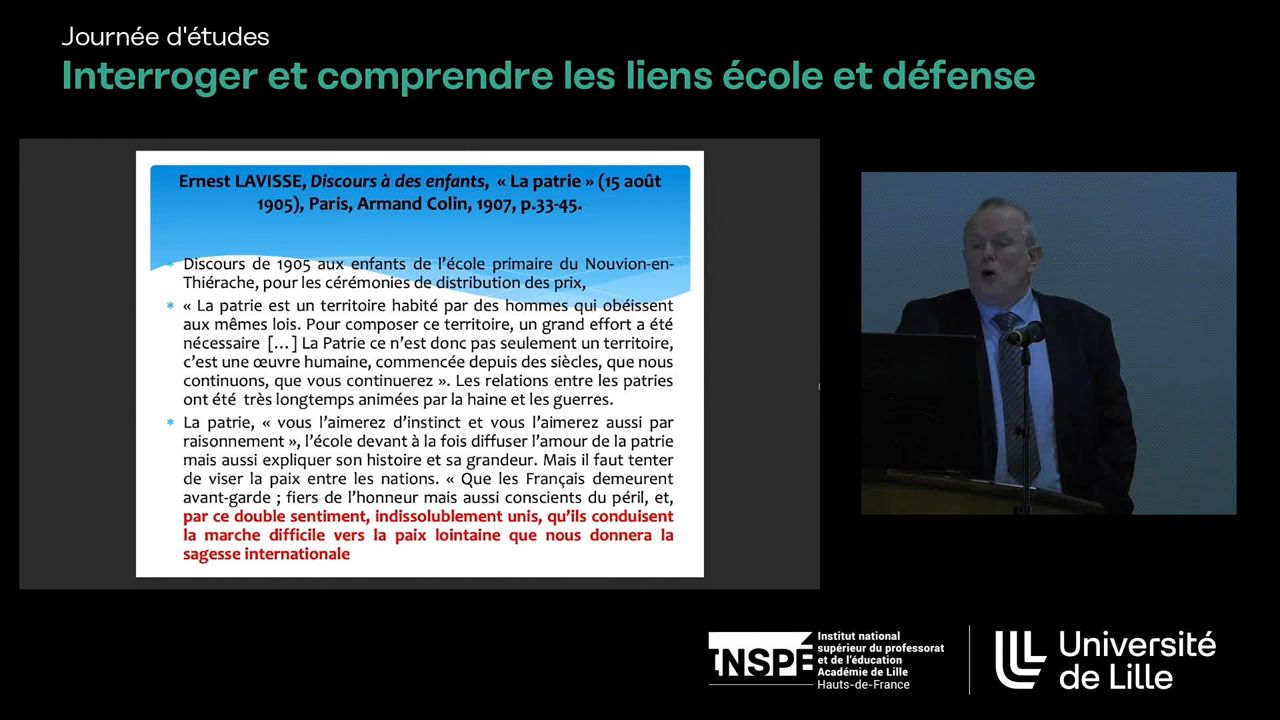 Journée d'études
Interroger et comprendre les liens école et défense
Ernest LAVISSE, Discours à des enfants, « La patrie » (15 août
1905), Paris, Armand Colin, 1907, p.33-45.
Discours de 1905 aux enfants de l'école primaire du Nouvion-en-
Thiérache, pour les cérémonies de distribution des prix,
« La patrie est un territoire habité par des hommes qui obéissent
aux mêmes lois. Pour composer ce territoire, un grand effort a été
nécessaire […] La Patrie ce n'est donc pas seulement un territoire,
c'est une œuvre humaine, commencée depuis des siècles, que nous
continuons, que vous continuerez ». Les relations entre les patries
ont été très longtemps animées par la haine et les guerres.
La patrie, « vous l'aimerez d'instinct et vous l'aimerez aussi par
raisonnement », l'école devant à la fois diffuser l'amour de la patrie
mais aussi expliquer son histoire et sa grandeur. Mais il faut tenter
de viser la paix entre les nations. « Que les Français demeurent
avant-garde ; fiers de l'honneur mais aussi conscients du péril, et,
par ce double sentiment, indissolublement unis, qu'ils conduisent
la marche difficile vers la paix lointaine que nous donnera la
sagesse internationale
INSPÉ
Institut national
supérieur du professorat
et de l'éducation
Académie de Lille
Hauts-de-France
Université
de Lille